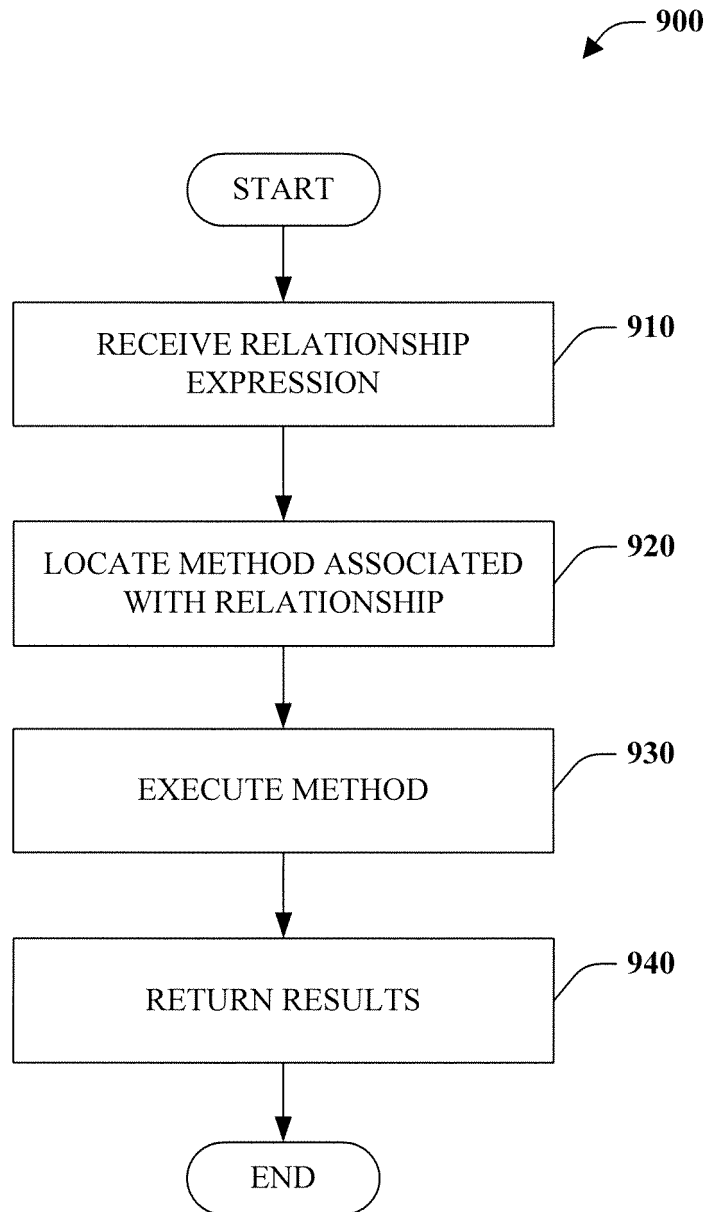 900
START
RECEIVE RELATIONSHIP
EXPRESSION
910
LOCATE METHOD ASSOCIATED
WITH RELATIONSHIP
920
EXECUTE METHOD
930
RETURN RESULTS
940
END